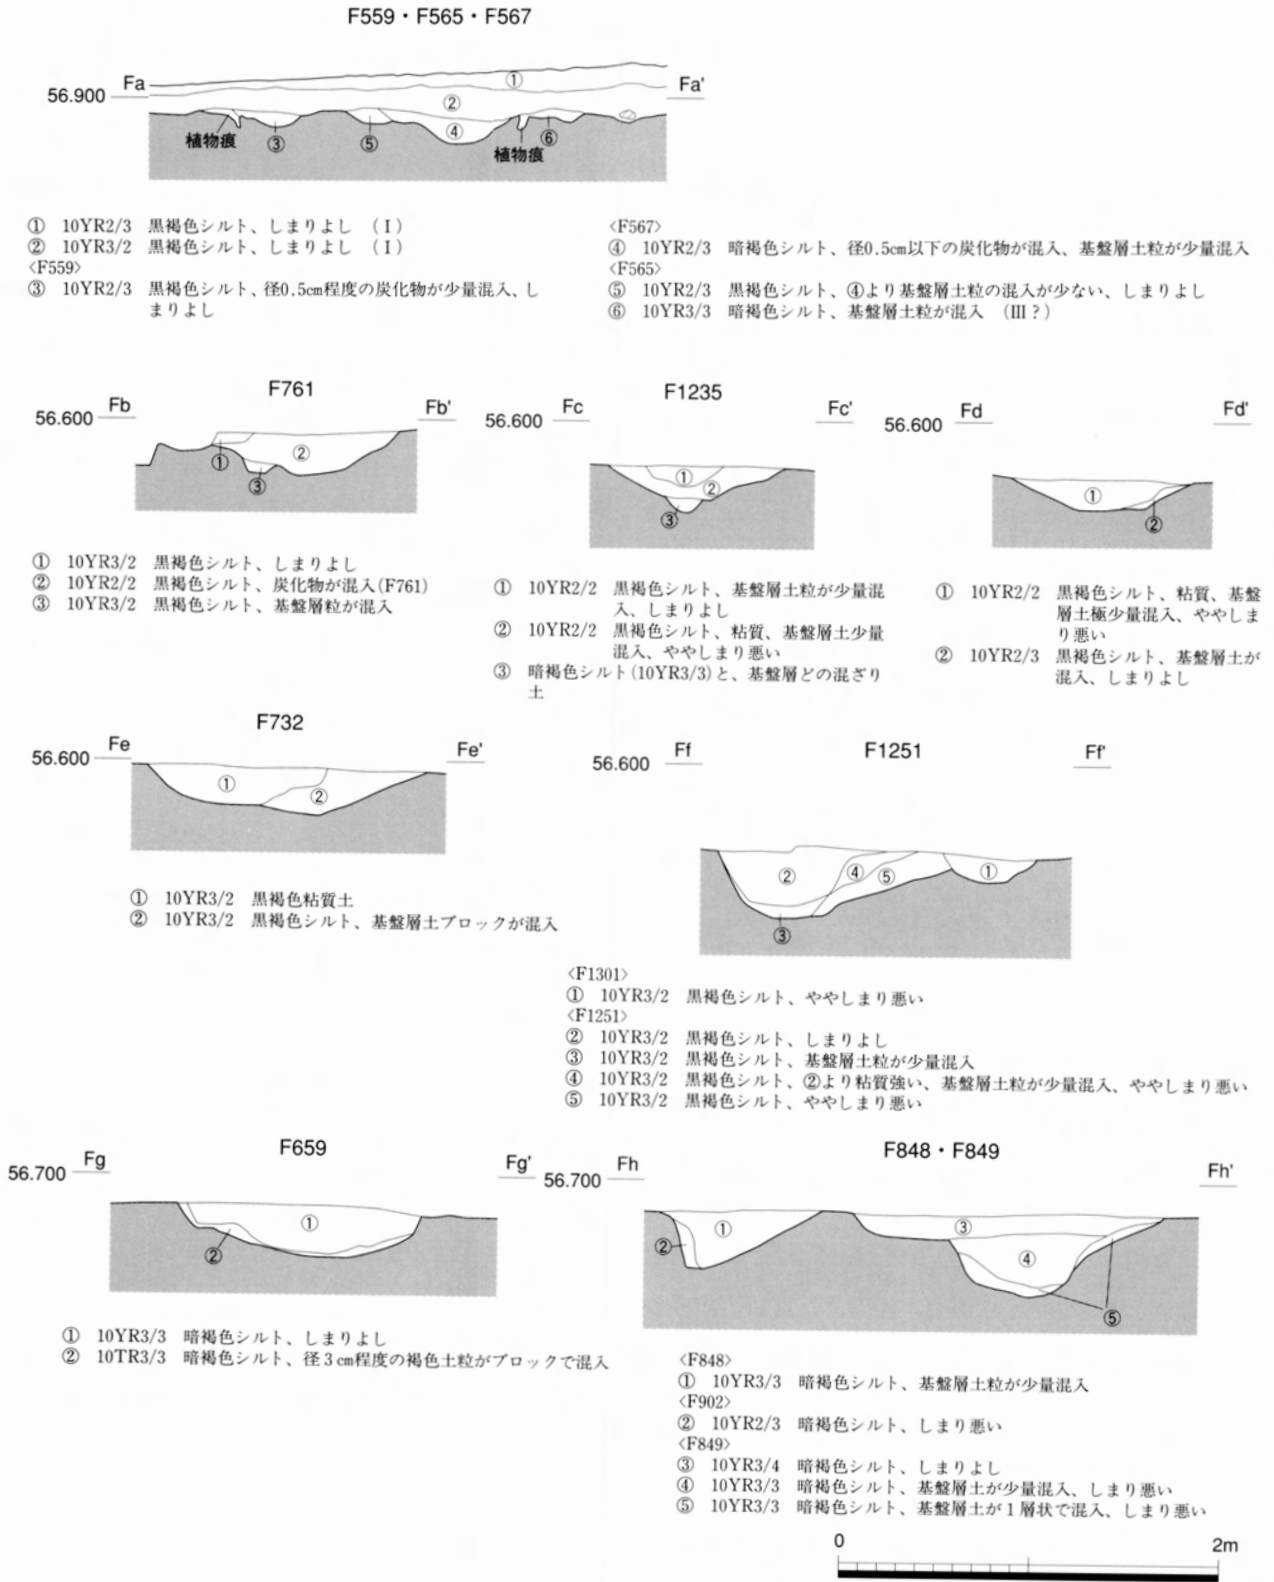 F559・F565・F567
56.900 Fa Fa'
①
②
④
植物痕 ③ ⑤ 植物痕 ⑥
① 10YR2/3 黒褐色シルト、しまりよし (Ⅰ)
② 10YR3/2 黒褐色シルト、しまりよし (Ⅰ)
〈F559〉
③ 10YR2/3 黒褐色シルト、径0.5㎝程度の炭化物が少量混入、し
まりよし
〈F567〉
④ 10YR2/3 暗褐色シルト、径0.5㎝以下の炭化物が混入、基盤層土粒が少量混入
〈F565〉
⑤ 10YR2/3 黒褐色シルト、④より基盤層土粒の混入が少ない、しまりよし
⑥ 10YR3/3 暗褐色シルト、基盤層土粒が混入 (Ⅲ?)
F761
56.600 Fb Fb'
① ② ③
① 10YR3/2 黒褐色シルト、しまりよし
② 10YR2/2 黒褐色シルト、炭化物が混入(F761)
③ 10YR3/2 黒褐色シルト、基盤層粒が混入
F1235
56.600 Fc Fc'
① ② ③
① 10YR2/2 黒褐色シルト、基盤層土粒が少量混
入、しまりよし
② 10YR2/2 黒褐色シルト、粘質、基盤層土少量
混入、ややしまり悪い
③ 暗褐色シルト(10YR3/3)と、基盤層どの混ざり
土
56.600 Fd Fd'
① ②
① 10YR2/2 黒褐色シルト、粘質、基盤
層土極少量混入、ややしま
り悪い
② 10YR2/3 黒褐色シルト、基盤層土が
混入、しまりよし
F732
56.600 Fe Fe'
① ②
① 10YR3/2 黒褐色粘質土
② 10YR3/2 黒褐色シルト、基盤層土ブロックが混入
F1251
56.600 Ff Ff'
② ④ ⑤ ①
③
〈F1301〉
① 10YR3/2 黒褐色シルト、ややしまり悪い
〈F1251〉
② 10YR3/2 黒褐色シルト、しまりよし
③ 10YR3/2 黒褐色シルト、基盤層土粒が少量混入
④ 10YR3/2 黒褐色シルト、②より粘質強い、基盤層土粒が少量混入、ややしまり悪い
⑤ 10YR3/2 黒褐色シルト、ややしまり悪い
F659
56.700 Fg Fg'
① ②
① 10YR3/3 暗褐色シルト、しまりよし
② 10TR3/3 暗褐色シルト、径3㎝程度の褐色土粒がブロックで混入
F848・F849
56.700 Fh Fh'
① ② ③ ④ ⑤
〈F848〉
① 10YR3/3 暗褐色シルト、基盤層土粒が少量混入
〈F902〉
② 10YR2/3 暗褐色シルト、しまり悪い
〈F849〉
③ 10YR3/4 暗褐色シルト、しまりよし
④ 10YR3/3 暗褐色シルト、基盤層土が少量混入、しまり悪い
⑤ 10YR3/3 暗褐色シルト、基盤層土が1層状で混入、しまり悪い
0 2m